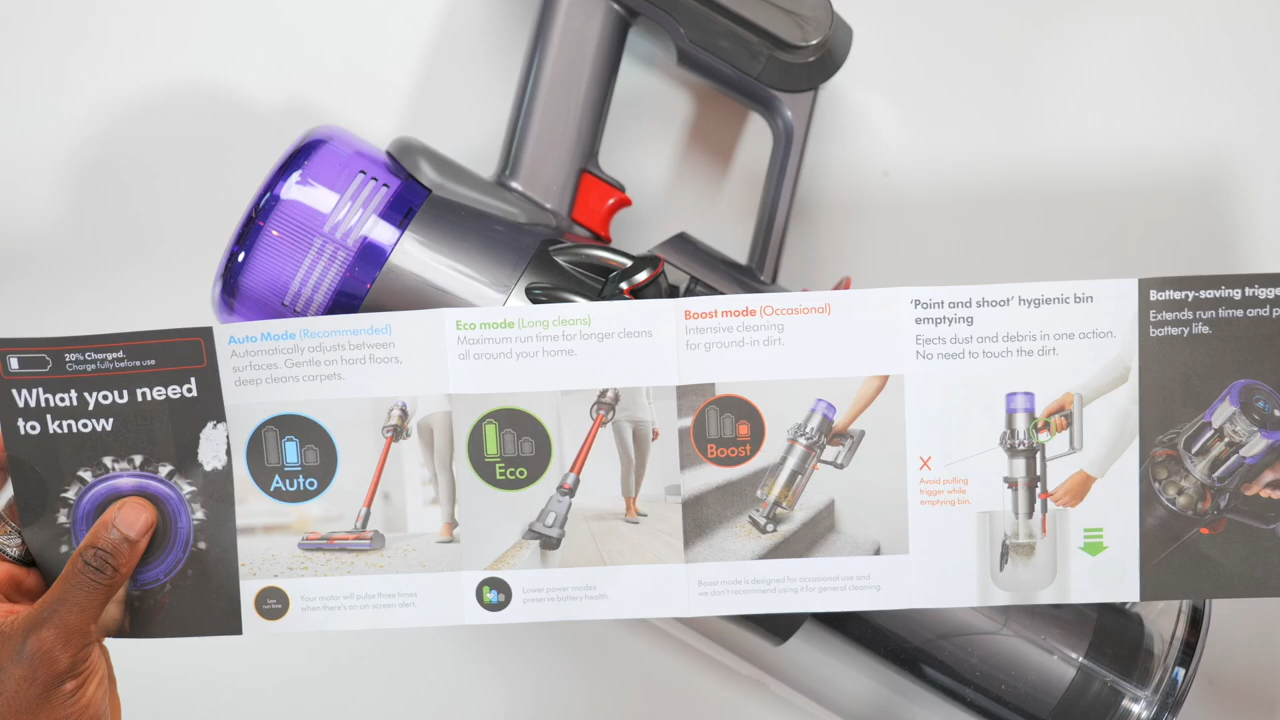 20% Charged.
Charge fully before use
What you need
to know
Auto Mode (Recommended)
Automatically adjusts between
surfaces. Gentle on hard floors,
deep cleans carpets.
Auto
Low
run time
Your motor will pulse three times
when there's an on-screen alert.
Eco mode (Long cleans)
Maximum run time for longer cleans
all around your home.
Eco
Lower power modes
preserve battery health.
Boost mode (Occasional)
Intensive cleaning
for ground-in dirt.
Boost
Boost mode is designed for occasional use and
we don't recommend using it for general cleaning.
'Point and shoot' hygienic bin
emptying
Ejects dust and debris in one action.
No need to touch the dirt.
X
Avoid pulling
trigger while
emptying bin.
Battery-saving
Extends run time and
battery life.